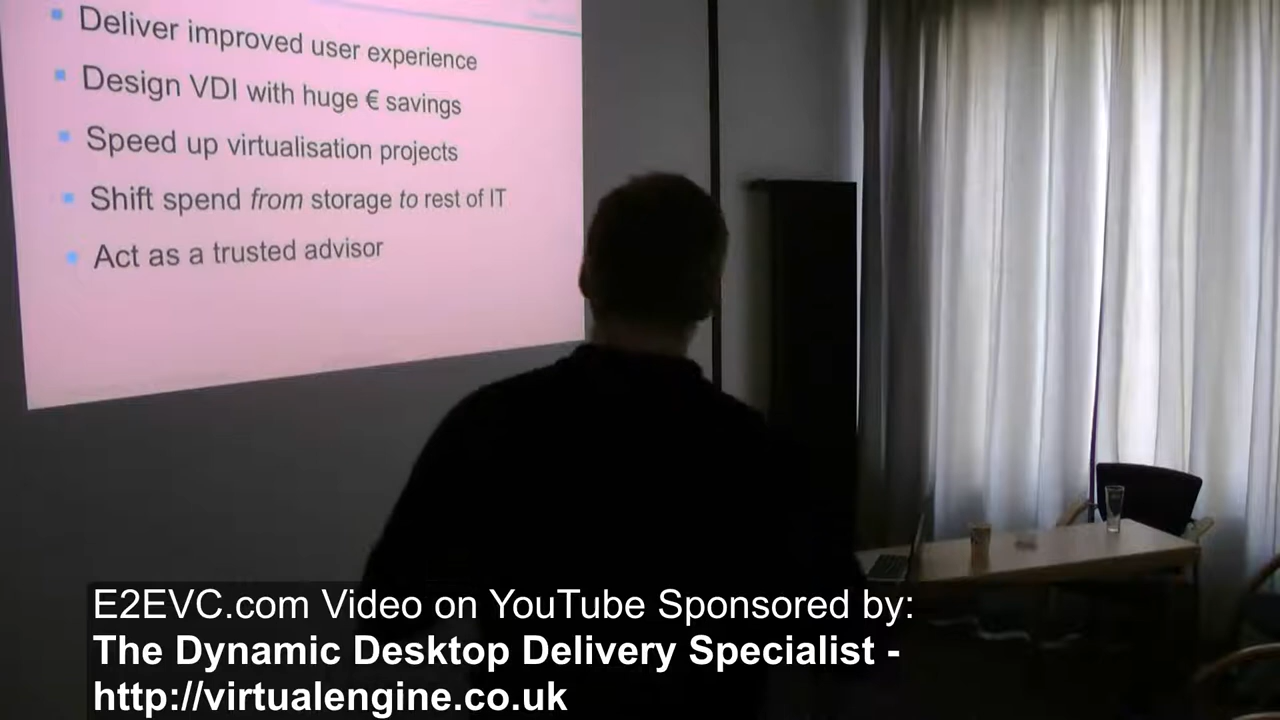 Deliver improved user experience
Design VDI with huge € savings
Speed up virtualisation projects
Shift spend from storage to rest of IT
Act as a trusted advisor
E2EVC.com Video on YouTube Sponsored by:
The Dynamic Desktop Delivery Specialist -
http://virtualengine.co.uk